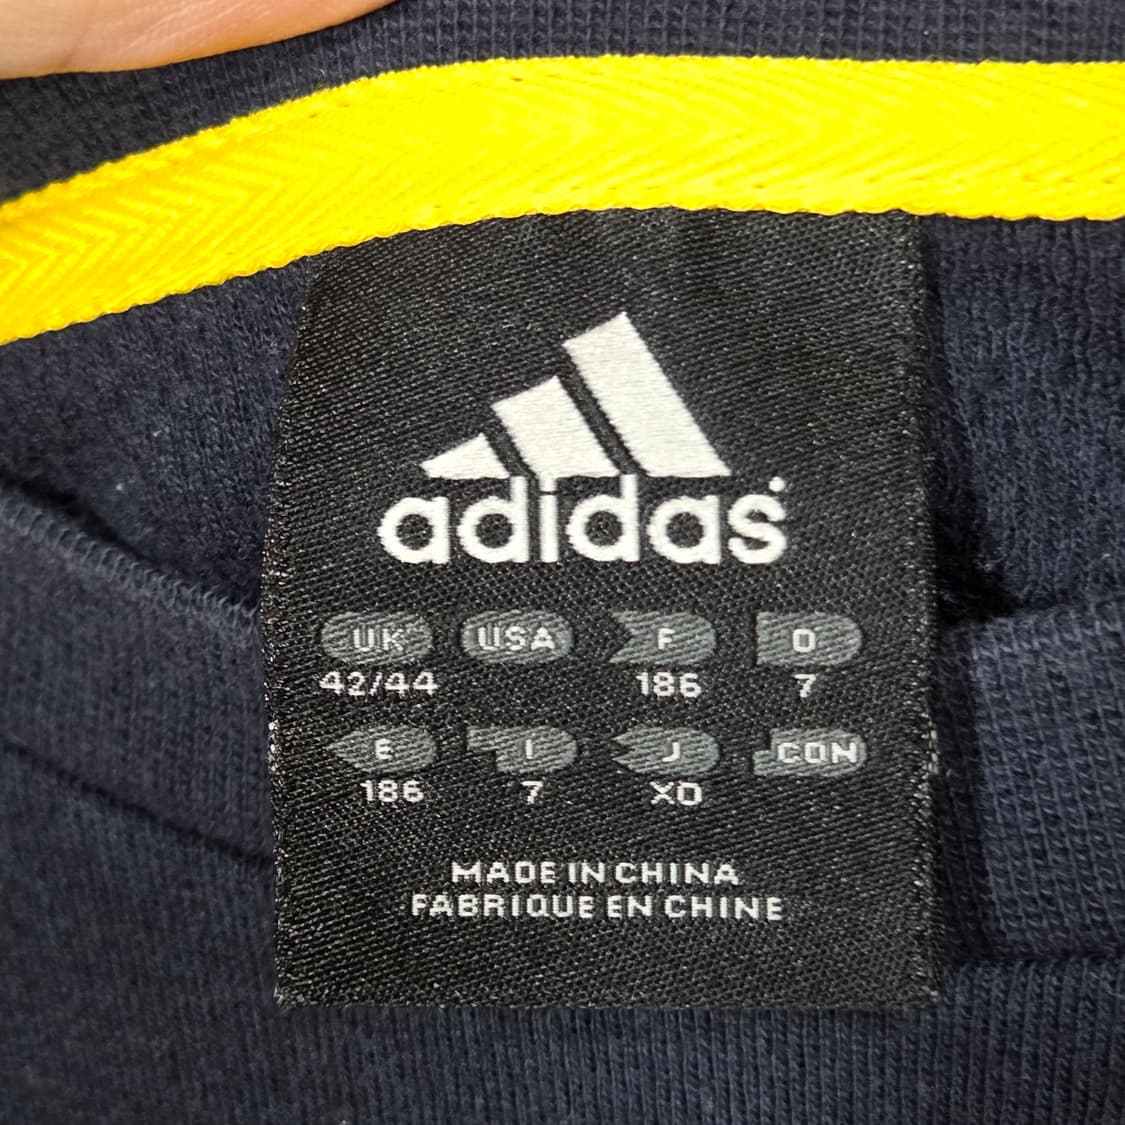 adidas
UK USA F D
42/44 186 7
E I J CON
186 7 XO
MADE IN CHINA
FABRIQUE EN CHINE